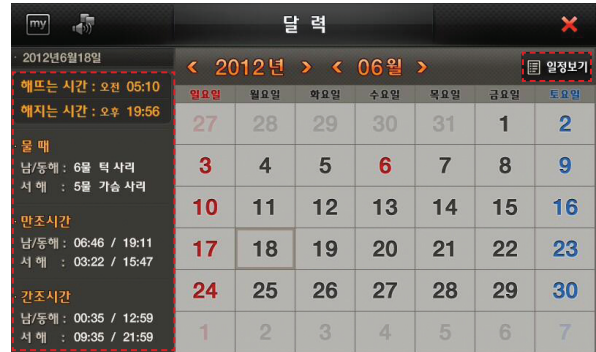 my
달 력
2012년6월18일
해뜨는 시간 : 오전 05:10
해지는 시간 : 오후 19:56
물 때
남/동해 : 6물 턱 사리
서 해 : 5물 가슴 사리
만조시간
남/동해 : 06:46 / 19:11
서 해 : 03:22 / 15:47
간조시간
남/동해 : 00:35 / 12:59
서 해 : 09:35 / 21:59
< 2012년 > < 06월 >
일정보기
일요일 월요일 화요일 수요일 목요일 금요일 토요일
27 28 29 30 31 1 2
3 4 5 6 7 8 9
10 11 12 13 14 15 16
17 18 19 20 21 22 23
24 25 26 27 28 29 30
1 2 3 4 5 6 7